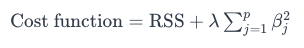 Cost function = RSS + λ ∑_{j=1}^{p} β_j^2